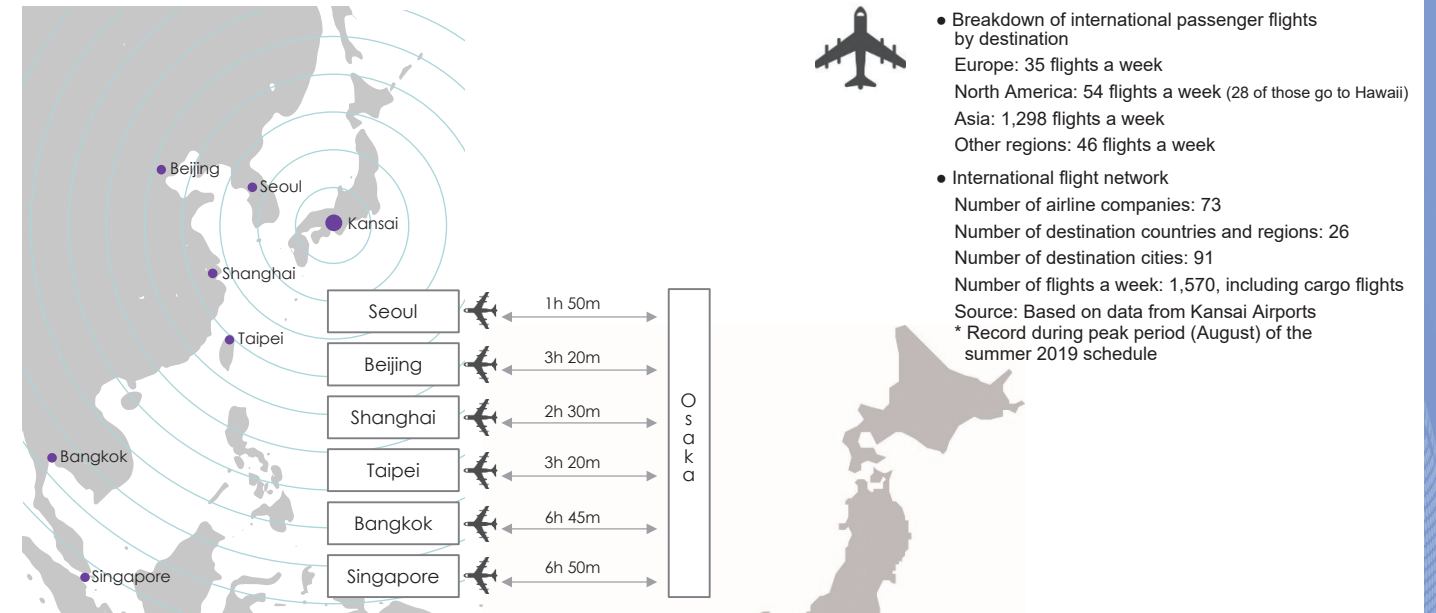 Beijing
Seoul
Kansai
Shanghai
Taipei
Bangkok
Singapore
Seoul
1h 50m
Beijing
3h 20m
Shanghai
2h 30m
Taipei
3h 20m
Bangkok
6h 45m
Singapore
6h 50m
Osaka
● Breakdown of international passenger flights
by destination
Europe: 35 flights a week
North America: 54 flights a week (28 of those go to Hawaii)
Asia: 1,298 flights a week
Other regions: 46 flights a week
● International flight network
Number of airline companies: 73
Number of destination countries and regions: 26
Number of destination cities: 91
Number of flights a week: 1,570, including cargo flights
Source: Based on data from Kansai Airports
* Record during peak period (August) of the
summer 2019 schedule